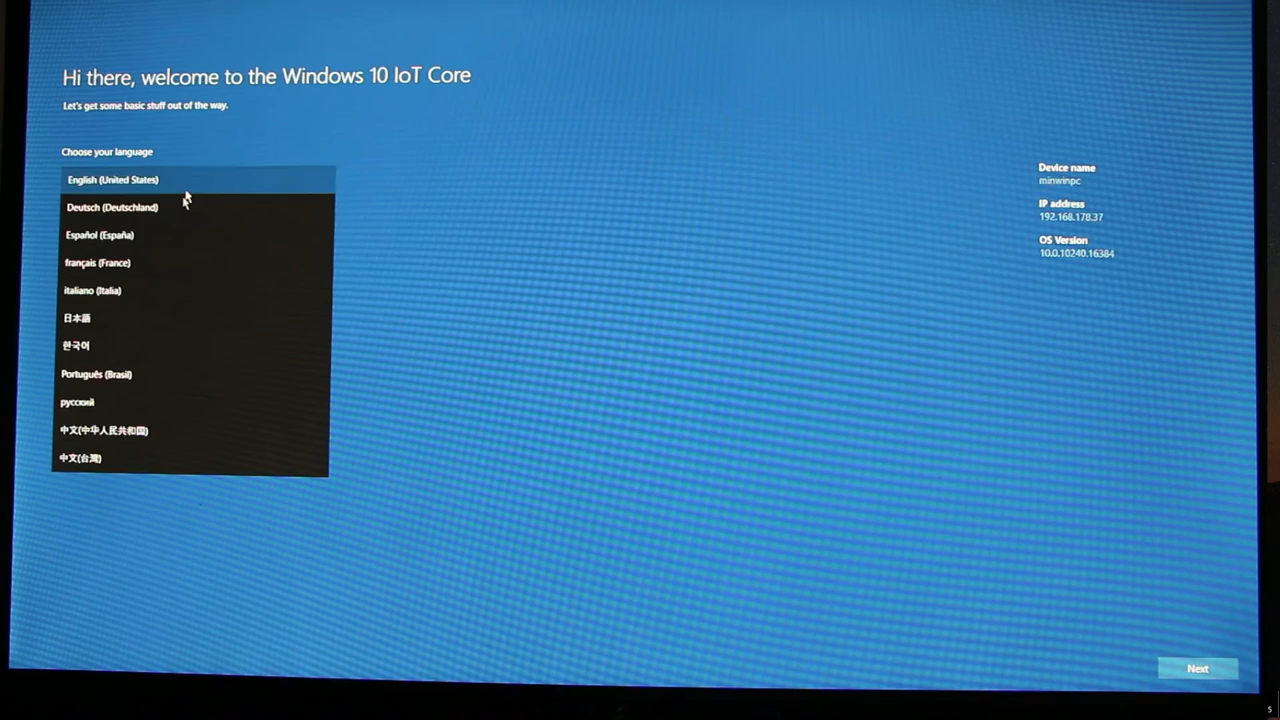 Hi there, welcome to the Windows 10 IoT Core
Let's get some basic stuff out of the way.
Choose your language
English (United States)
Deutsch (Deutschland)
Español (España)
français (France)
italiano (Italia)
日本語
한국어
Português (Brasil)
русский
中文(中华人民共和国)
中文(台灣)
Device name
minwinpc
IP address
192.168.178.37
OS Version
10.0.10240.16384
Next
5